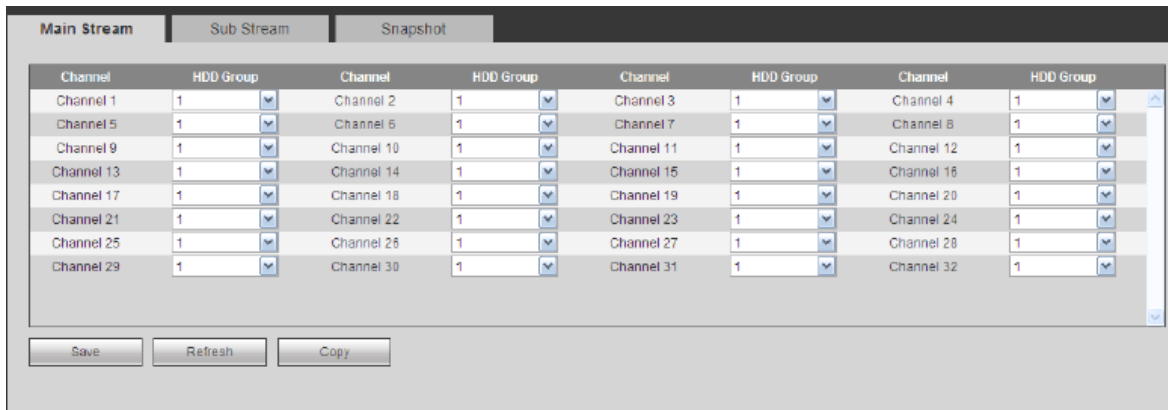 Main Stream Sub Stream Snapshot
Channel HDD Group Channel HDD Group Channel HDD Group Channel HDD Group
Channel 1 1 Channel 2 1 Channel 3 1 Channel 4 1
Channel 5 1 Channel 6 1 Channel 7 1 Channel 8 1
Channel 9 1 Channel 10 1 Channel 11 1 Channel 12 1
Channel 13 1 Channel 14 1 Channel 15 1 Channel 16 1
Channel 17 1 Channel 18 1 Channel 19 1 Channel 20 1
Channel 21 1 Channel 22 1 Channel 23 1 Channel 24 1
Channel 25 1 Channel 26 1 Channel 27 1 Channel 28 1
Channel 29 1 Channel 30 1 Channel 31 1 Channel 32 1
Save Refresh Copy